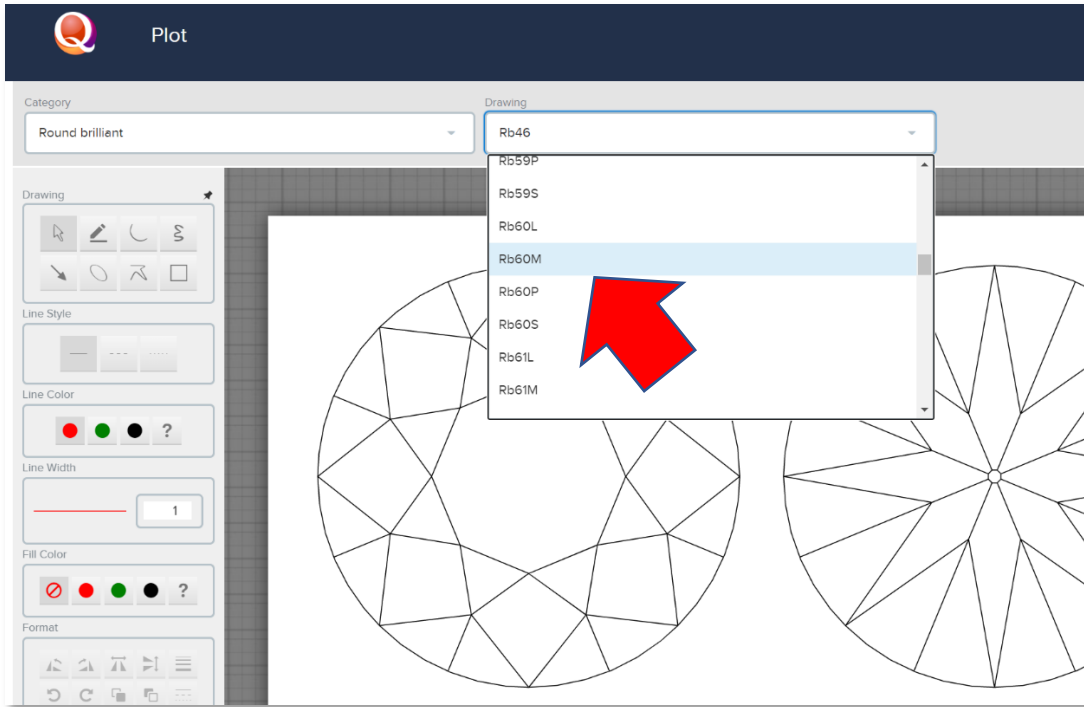 Q Plot
Category
Drawing
Round brilliant
Rb46
Rb59P
Rb59S
Rb60L
Rb60M
Rb60P
Rb60S
Rb61L
Rb61M
Drawing
Line Style
Line Color
?
Line Width
1
Fill Color
?
Format